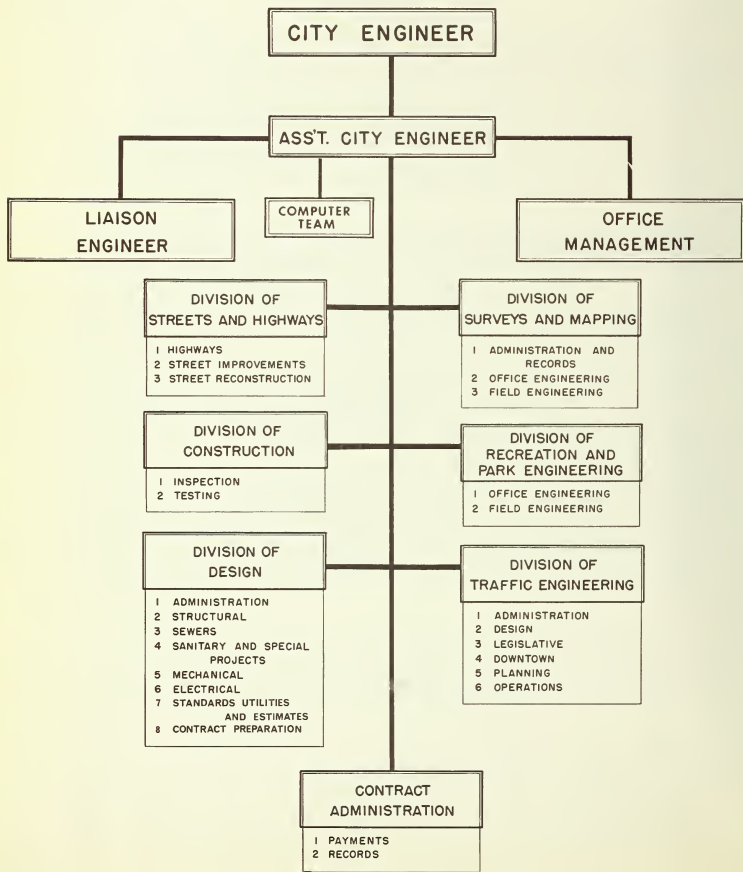 CITY ENGINEER
ASS'T. CITY ENGINEER
LIAISON
ENGINEER
COMPUTER
TEAM
OFFICE
MANAGEMENT
DIVISION OF
STREETS AND HIGHWAYS
1 HIGHWAYS
2 STREET IMPROVEMENTS
3 STREET RECONSTRUCTION
DIVISION OF
SURVEYS AND MAPPING
1 ADMINISTRATION AND
RECORDS
2 OFFICE ENGINEERING
3 FIELD ENGINEERING
DIVISION OF
CONSTRUCTION
1 INSPECTION
2 TESTING
DIVISION OF
RECREATION AND
PARK ENGINEERING
1 OFFICE ENGINEERING
2 FIELD ENGINEERING
DIVISION OF
DESIGN
1 ADMINISTRATION
2 STRUCTURAL
3 SEWERS
4 SANITARY AND SPECIAL
PROJECTS
5 MECHANICAL
6 ELECTRICAL
7 STANDARDS UTILITIES
AND ESTIMATES
8 CONTRACT PREPARATION
DIVISION OF
TRAFFIC ENGINEERING
1 ADMINISTRATION
2 DESIGN
3 LEGISLATIVE
4 DOWNTOWN
5 PLANNING
6 OPERATIONS
CONTRACT
ADMINISTRATION
1 PAYMENTS
2 RECORDS